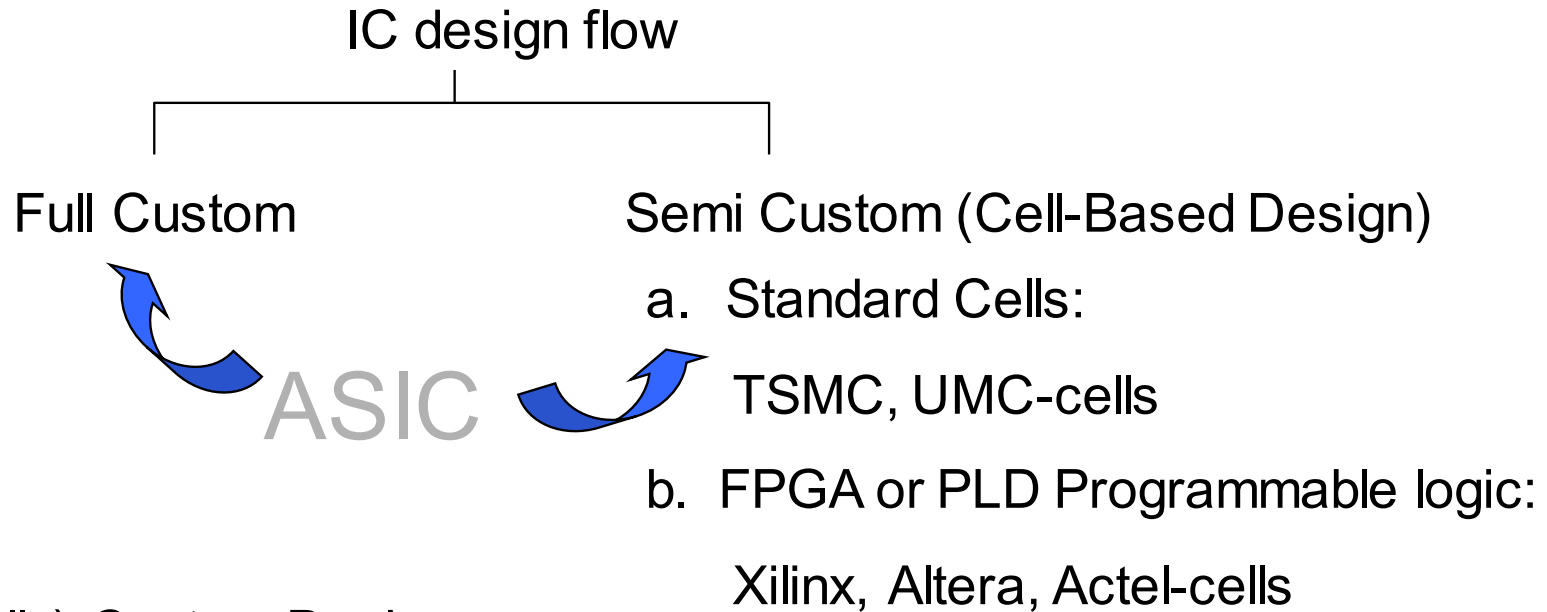 IC design flow
Full Custom
Semi Custom (Cell-Based Design)
a. Standard Cells:
TSMC, UMC-cells
ASIC
b. FPGA or PLD Programmable logic:
Xilinx, Altera, Actel-cells